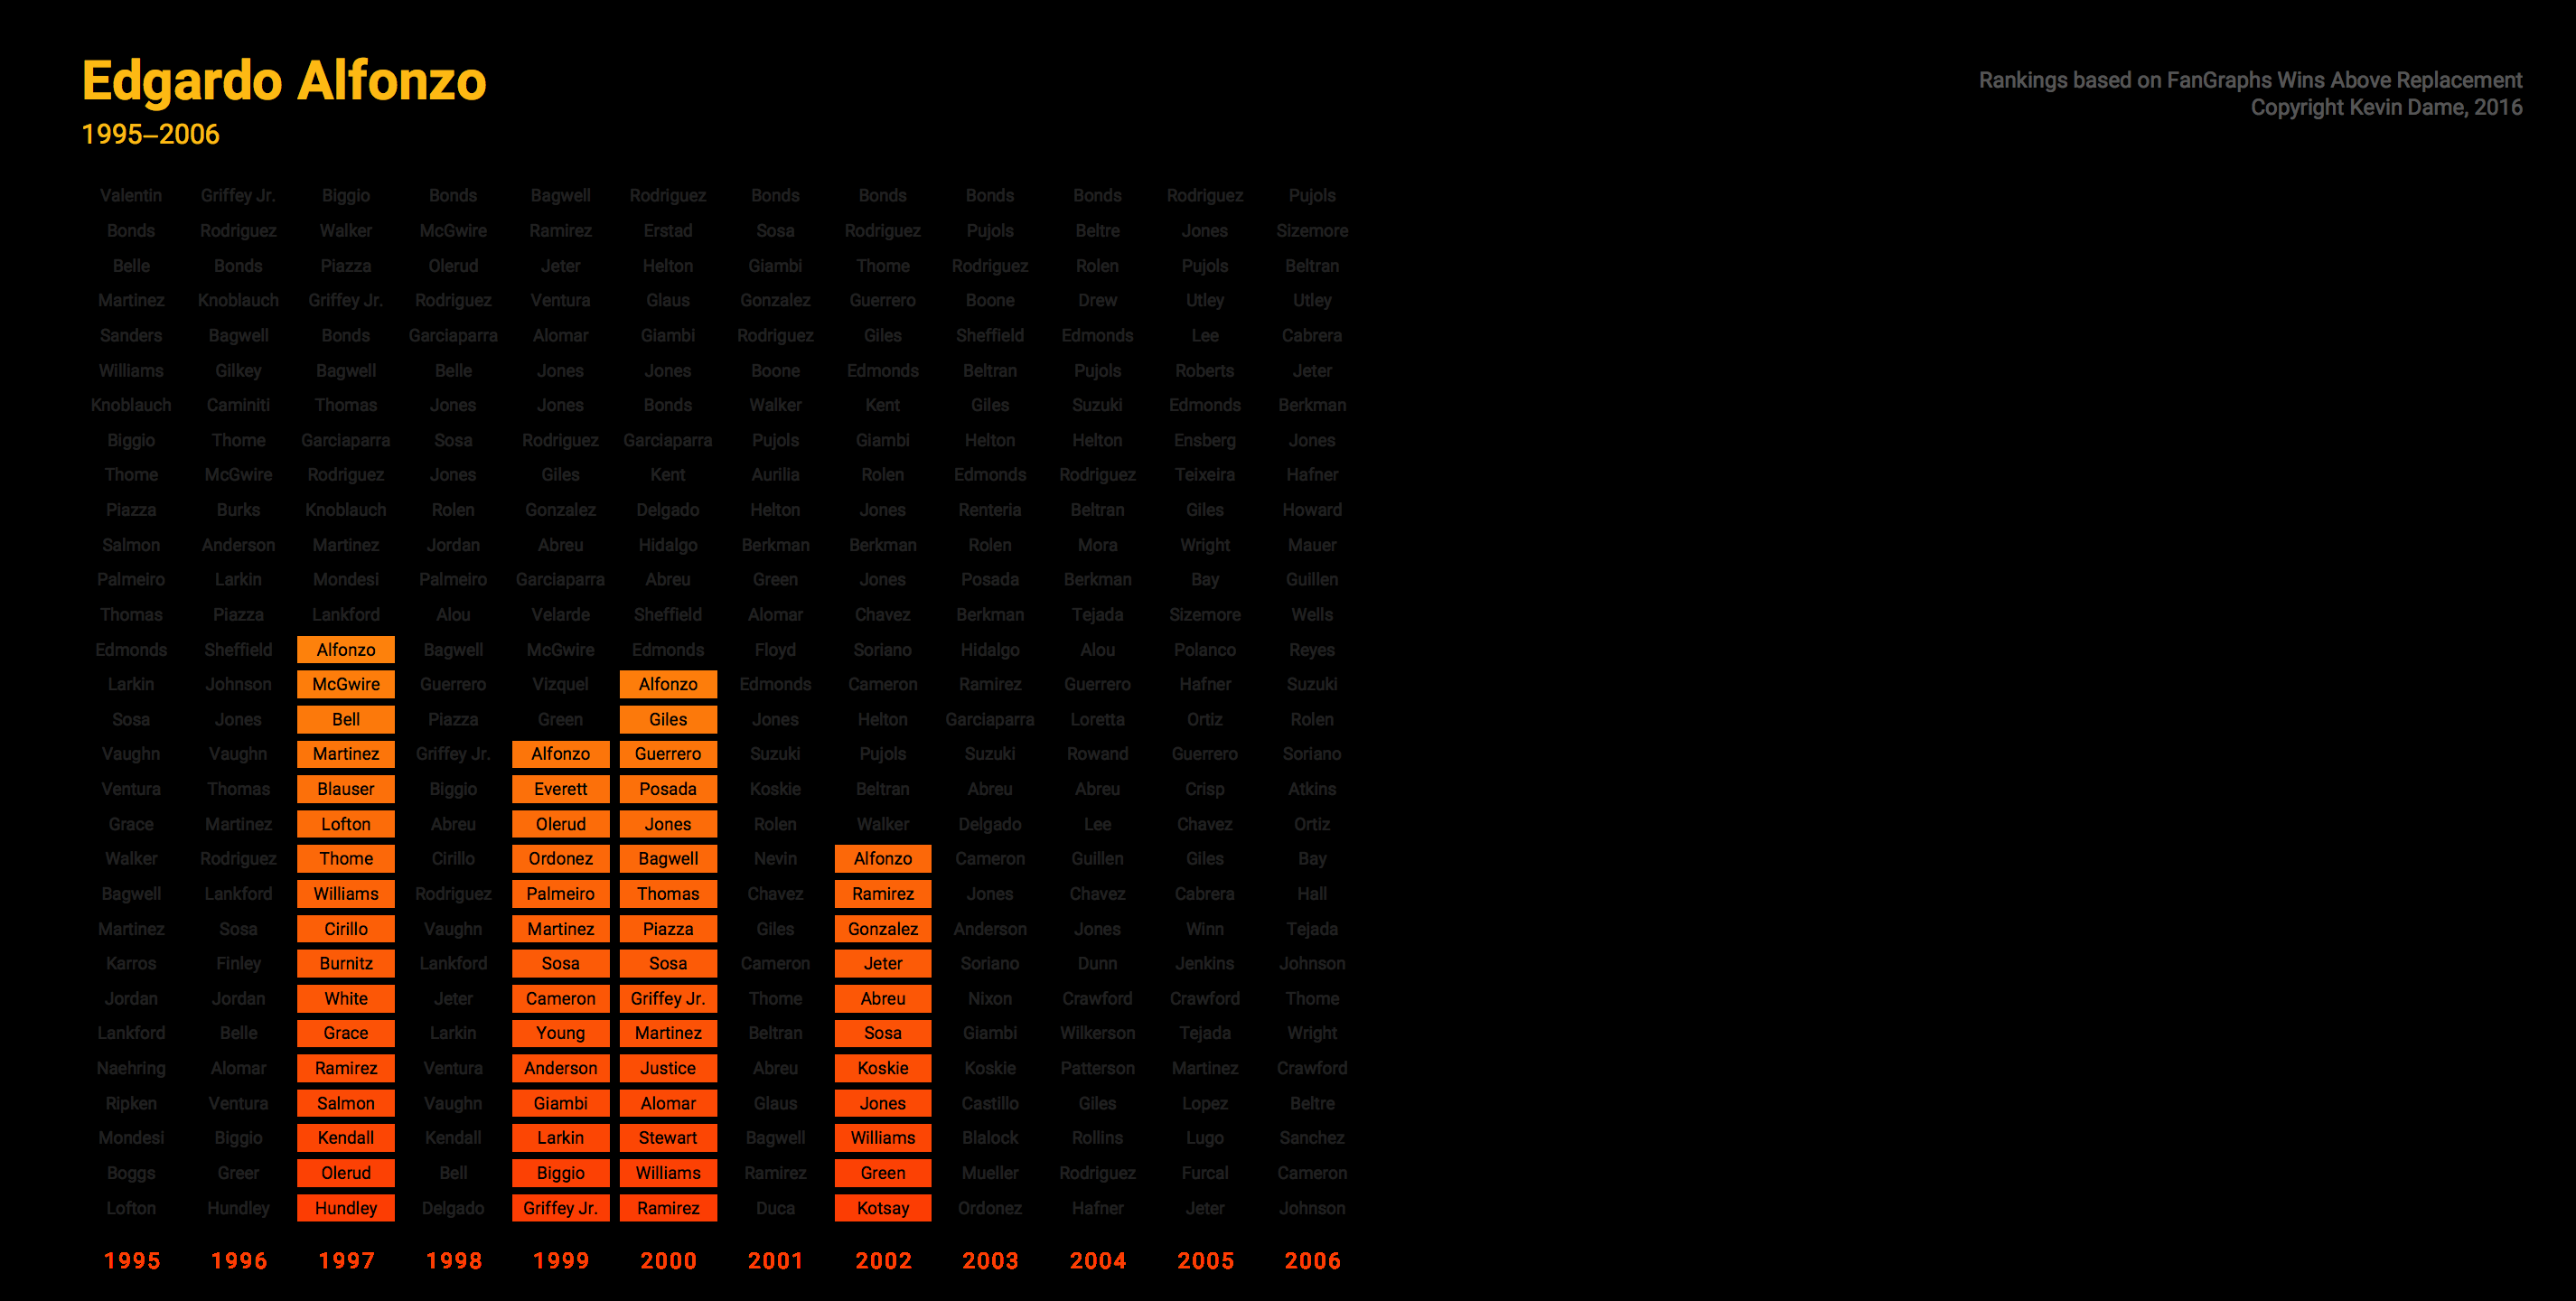 Edgardo Alfonzo
1995–2006
Rankings based on FanGraphs Wins Above Replacement
Copyright Kevin Dame, 2016
Valentin Griffey Jr. Biggio Bonds Bagwell Rodriguez Bonds Bonds Bonds Bonds Rodriguez Pujols
Bonds Rodriguez Walker McGwire Ramirez Erstad Sosa Rodriguez Pujols Beltre Jones Sizemore
Belle Bonds Piazza Olerud Jeter Helton Giambi Thome Rodriguez Rolen Pujols Beltran
Martinez Knoblauch Griffey Jr. Rodriguez Ventura Glaus Gonzalez Guerrero Boone Drew Utley Utley
Sanders Bagwell Bonds Garciaparra Alomar Giambi Rodriguez Giles Sheffield Edmonds Lee Cabrera
Williams Gilkey Bagwell Belle Jones Jones Boone Edmonds Beltran Pujols Roberts Jeter
Knoblauch Caminiti Thomas Jones Jones Bonds Walker Kent Giles Suzuki Edmonds Berkman
Biggio Thome Garciaparra Sosa Rodriguez Garciaparra Pujols Giambi Helton Helton Ensberg Jones
Thome McGwire Rodriguez Jones Giles Kent Aurilia Rolen Edmonds Rodriguez Teixeira Hafner
Piazza Burks Knoblauch Rolen Gonzalez Delgado Helton Jones Renteria Beltran Giles Howard
Salmon Anderson Martinez Jordan Abreu Hidalgo Berkman Berkman Rolen Mora Wright Mauer
Palmeiro Larkin Mondesi Palmeiro Garciaparra Abreu Green Jones Posada Berkman Bay Guillen
Thomas Piazza Lankford Alou Velarde Sheffield Alomar Chavez Berkman Tejada Sizemore Wells
Edmonds Sheffield Alfonzo Bagwell McGwire Edmonds Floyd Soriano Hidalgo Alou Polanco Reyes
Larkin Johnson McGwire Guerrero Vizquel Alfonzo Edmonds Cameron Ramirez Guerrero Hafner Suzuki
Sosa Jones Bell Piazza Green Giles Jones Helton Garciaparra Loretta Ortiz Rolen
Vaughn Vaughn Martinez Griffey Jr. Alfonzo Guerrero Suzuki Pujols Suzuki Rowand Guerrero Soriano
Ventura Thomas Blauser Biggio Everett Posada Koskie Beltran Abreu Abreu Crisp Atkins
Grace Martinez Lofton Abreu Olerud Jones Rolen Walker Delgado Lee Chavez Ortiz
Walker Rodriguez Thome Cirillo Ordonez Bagwell Nevin Alfonzo Cameron Guillen Giles Bay
Bagwell Lankford Williams Rodriguez Palmeiro Thomas Chavez Ramirez Jones Chavez Cabrera Hall
Martinez Sosa Cirillo Vaughn Martinez Piazza Giles Gonzalez Anderson Jones Winn Tejada
Karros Finley Burnitz Lankford Sosa Sosa Cameron Jeter Soriano Dunn Jenkins Johnson
Jordan Jordan White Jeter Cameron Griffey Jr. Thome Abreu Nixon Crawford Crawford Thome
Lankford Belle Grace Larkin Young Martinez Beltran Sosa Giambi Wilkerson Tejada Wright
Naehring Alomar Ramirez Ventura Anderson Justice Abreu Koskie Koskie Patterson Martinez Crawford
Ripken Ventura Salmon Vaughn Giambi Alomar Glaus Jones Castillo Giles Lopez Beltre
Mondesi Biggio Kendall Kendall Larkin Stewart Bagwell Williams Blalock Rollins Lugo Sanchez
Boggs Greer Olerud Bell Biggio Williams Ramirez Green Mueller Rodriguez Furcal Cameron
Lofton Hundley Hundley Delgado Griffey Jr. Ramirez Duca Kotsay Ordonez Hafner Jeter Johnson
1995 1996 1997 1998 1999 2000 2001 2002 2003 2004 2005 2006